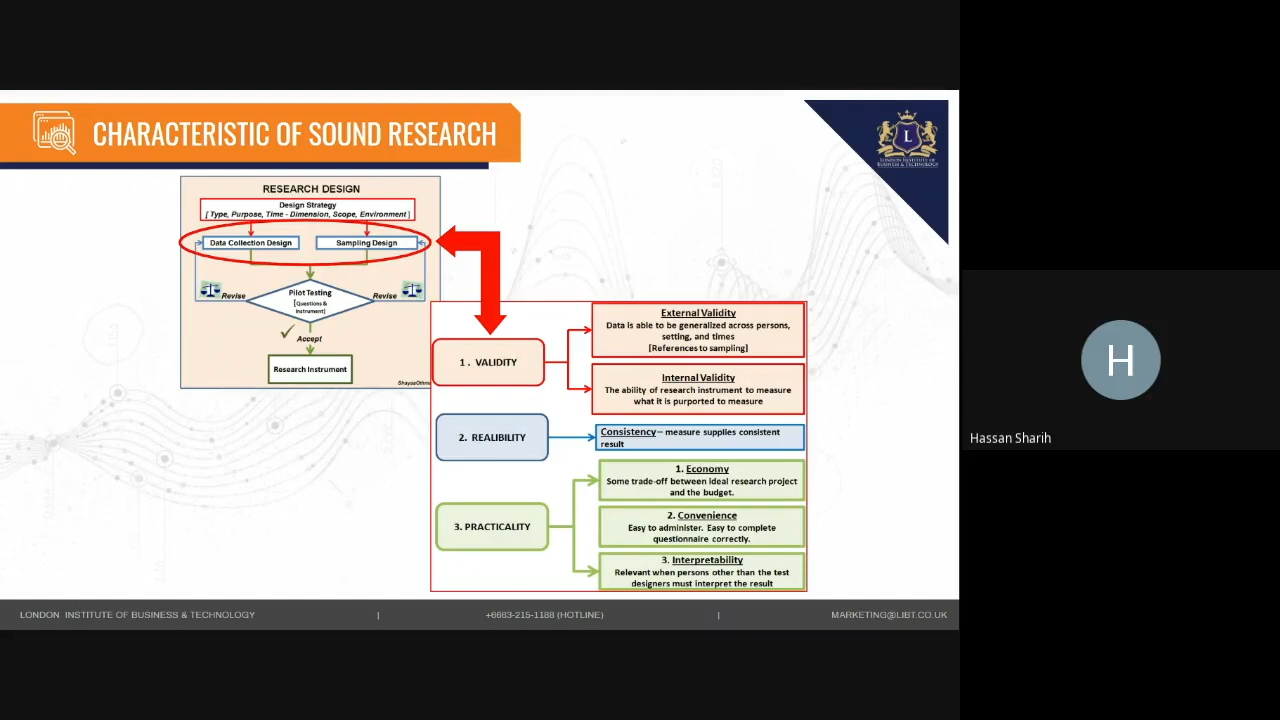 CHARACTERISTIC OF SOUND RESEARCH
L
LONDON INSTITUTE OF
BUSINESS & TECHNOLOGY
RESEARCH DESIGN
Design Strategy
[ Type, Purpose, Time - Dimension, Scope, Environment ]
Data Collection Design
Sampling Design
Revise
Pilot Testing
[Questions &
Instrument]
Revise
Accept
Research Instrument
1 . VALIDITY
External Validity
Data is able to be generalized across persons,
setting, and times
[References to sampling]
Internal Validity
The ability of research instrument to measure
what it is purported to measure
2. REALIBILITY
Consistency – measure supplies consistent
result
3. PRACTICALITY
1. Economy
Some trade-off between ideal research project
and the budget.
2. Convenience
Easy to administer. Easy to complete
questionnaire correctly.
3. Interpretability
Relevant when persons other than the test
designers must interpret the result
LONDON INSTITUTE OF BUSINESS & TECHNOLOGY | +6663-215-1188 (HOTLINE) | MARKETING@LIBT.CO.UK
H
Hassan Sharih